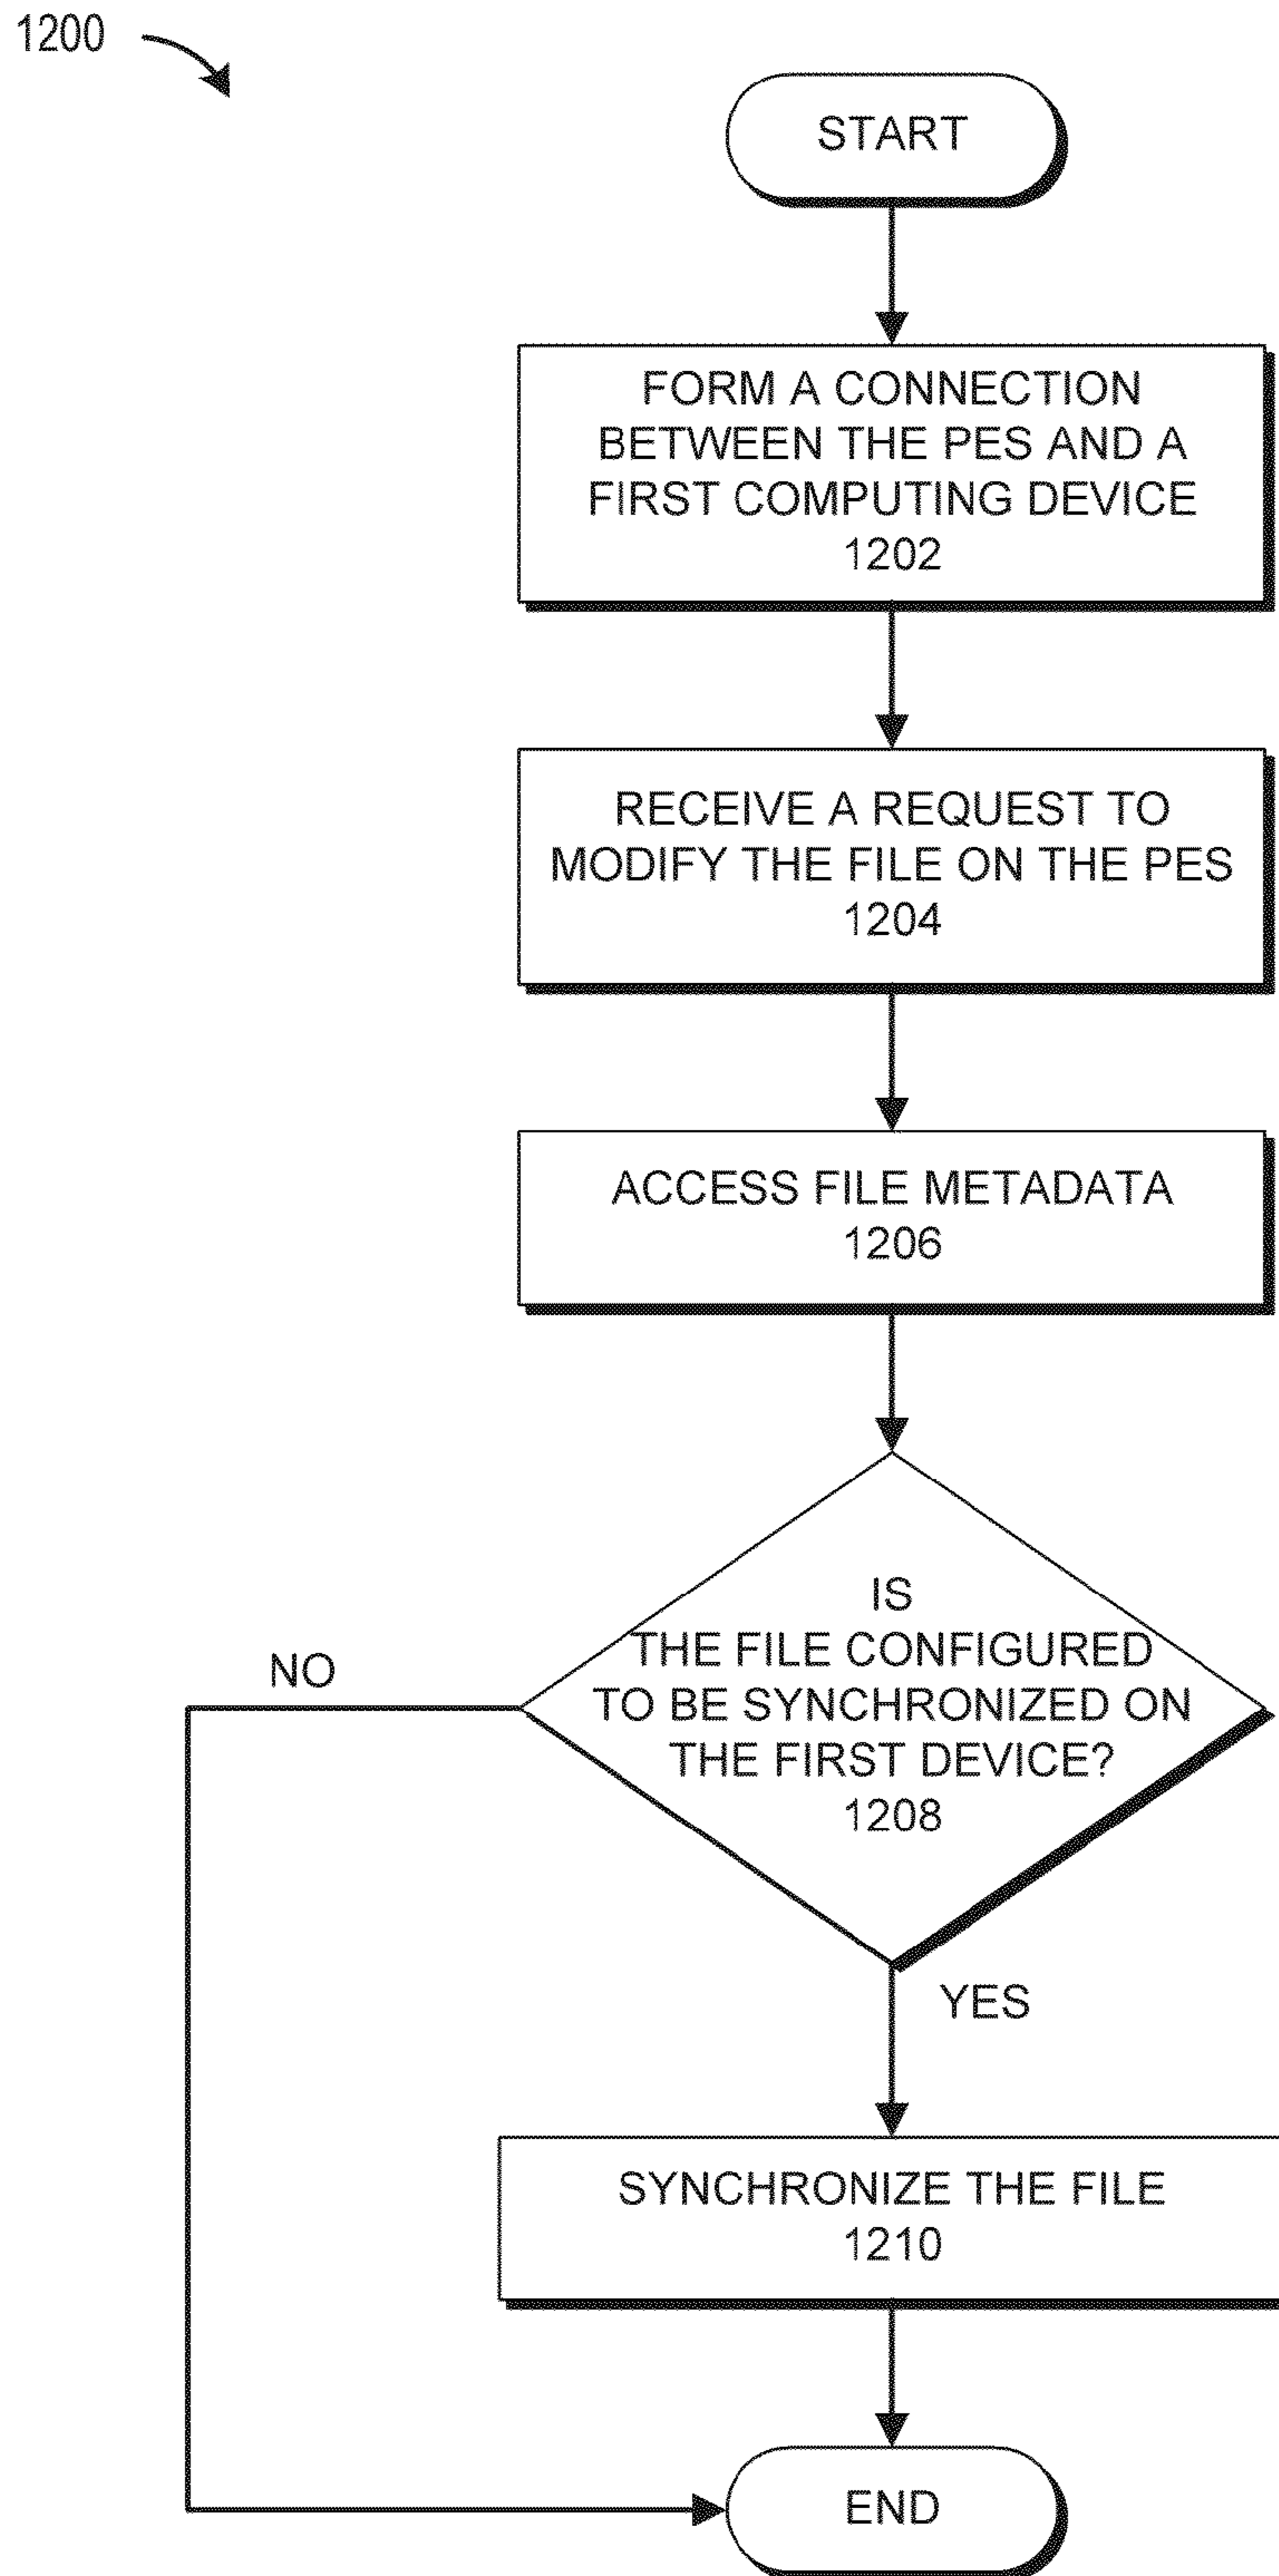 1200
START
FORM A CONNECTION
BETWEEN THE PES AND A
FIRST COMPUTING DEVICE
1202
RECEIVE A REQUEST TO
MODIFY THE FILE ON THE PES
1204
ACCESS FILE METADATA
1206
IS
THE FILE CONFIGURED
TO BE SYNCHRONIZED ON
THE FIRST DEVICE?
1208
NO
YES
SYNCHRONIZE THE FILE
1210
END